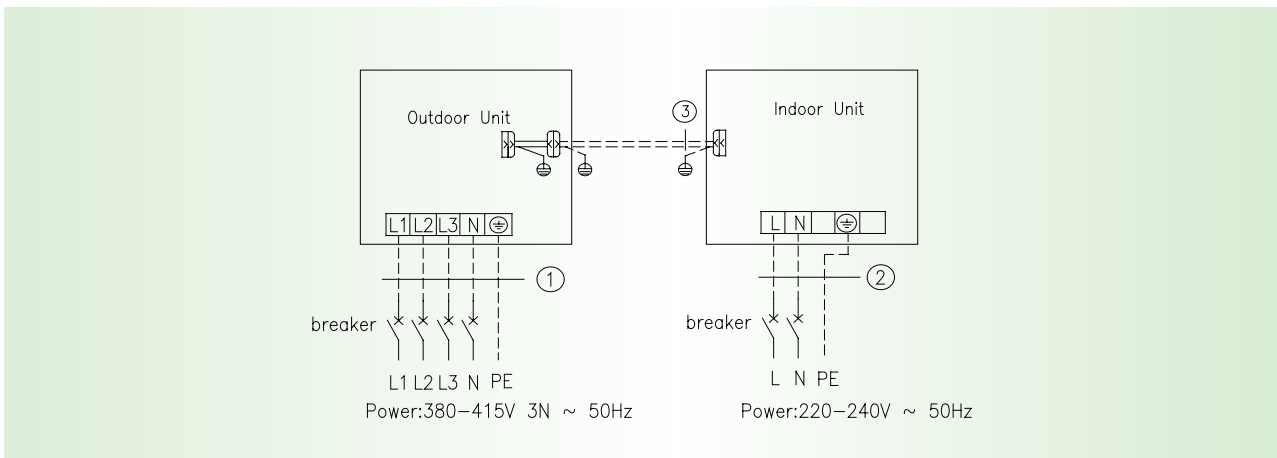 Outdoor Unit
③
Indoor Unit
L1 L2 L3 N
L N
①
②
breaker
breaker
L1 L2 L3 N PE
L N PE
Power:380-415V 3N ~ 50Hz
Power:220-240V ~ 50Hz